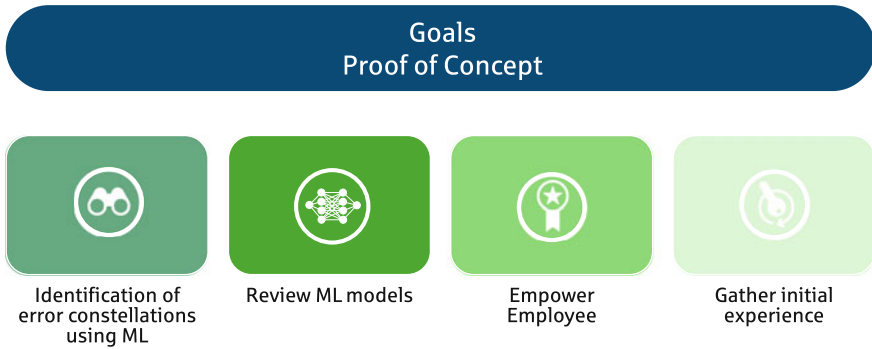 Goals
Proof of Concept
Identification of
error constellations
using ML
Review ML models
Empower
Employee
Gather initial
experience